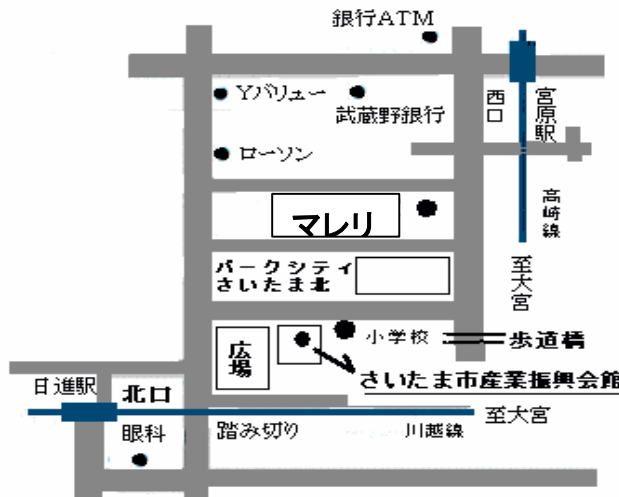 銀行ATM
Yバリュー
武蔵野銀行
西口
宮原駅
ローソン
高崎線
マレリ
パークシティ
さいたま北
至大宮
広場
小学校
歩道橋
さいたま市産業振興会館
日進駅
北口
眼科
踏み切り
川越線
至大宮